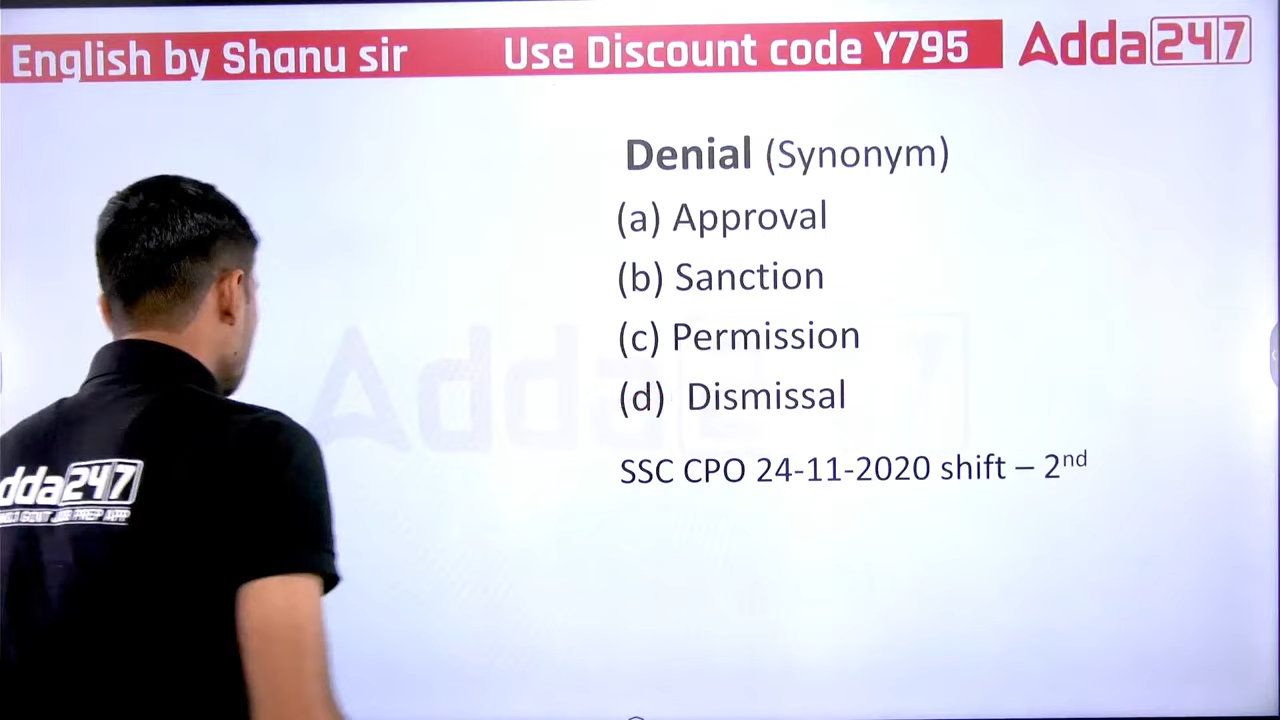 English by Shanu sir Use Discount code Y795 Adda247
Denial (Synonym)
(a) Approval
(b) Sanction
(c) Permission
(d) Dismissal
SSC CPO 24-11-2020 shift – 2nd
Adda247
dda247